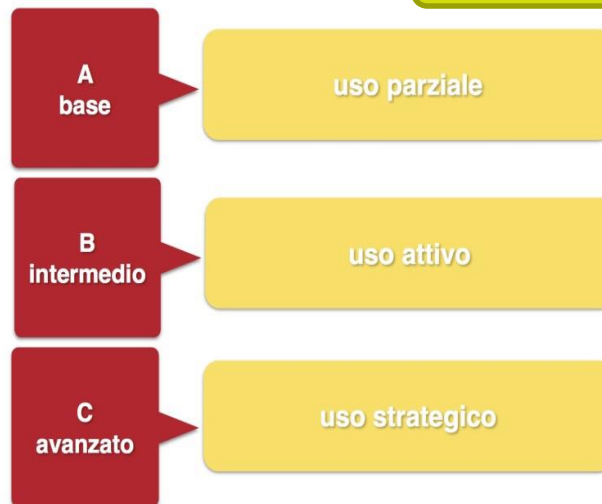 A
base
uso parziale
B
intermedio
uso attivo
C
avanzato
uso strategico